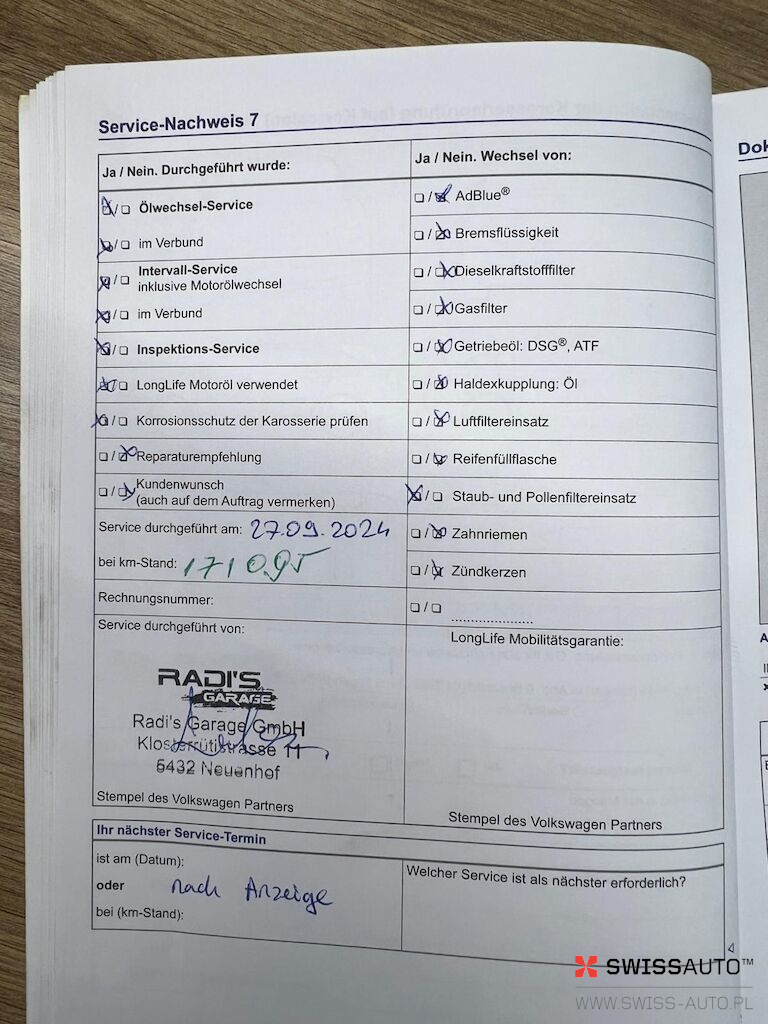 Service-Nachweis 7
Dok
Ja / Nein. Durchgeführt wurde:
Ölwechsel-Service
im Verbund
Intervall-Service
inklusive Motorölwechsel
im Verbund
Inspektions-Service
LongLife Motoröl verwendet
Korrosionsschutz der Karosserie prüfen
Reparaturempfehlung
Kundenwunsch
(auch auf dem Auftrag vermerken)
Service durchgeführt am: 27.09.2024
bei km-Stand: 171095
Rechnungsnummer:
Service durchgeführt von:
RADI'S
GARAGE
Radi's Garage GmbH
Klosterrütistrasse 11
5432 Neuenhof
Stempel des Volkswagen Partners
Ja / Nein. Wechsel von:
AdBlue®
Bremsflüssigkeit
Dieselkraftstofffilter
Gasfilter
Getriebeöl: DSG®, ATF
Haldexkupplung: Öl
Luftfiltereinsatz
Reifenfüllflasche
Staub- und Pollenfiltereinsatz
Zahnriemen
Zündkerzen
LongLife Mobilitätsgarantie:
Stempel des Volkswagen Partners
Ihr nächster Service-Termin
ist am (Datum):
oder nach Anzeige
bei (km-Stand):
Welcher Service ist als nächster erforderlich?
SWISSAUTO™
WWW.SWISS-AUTO.PL